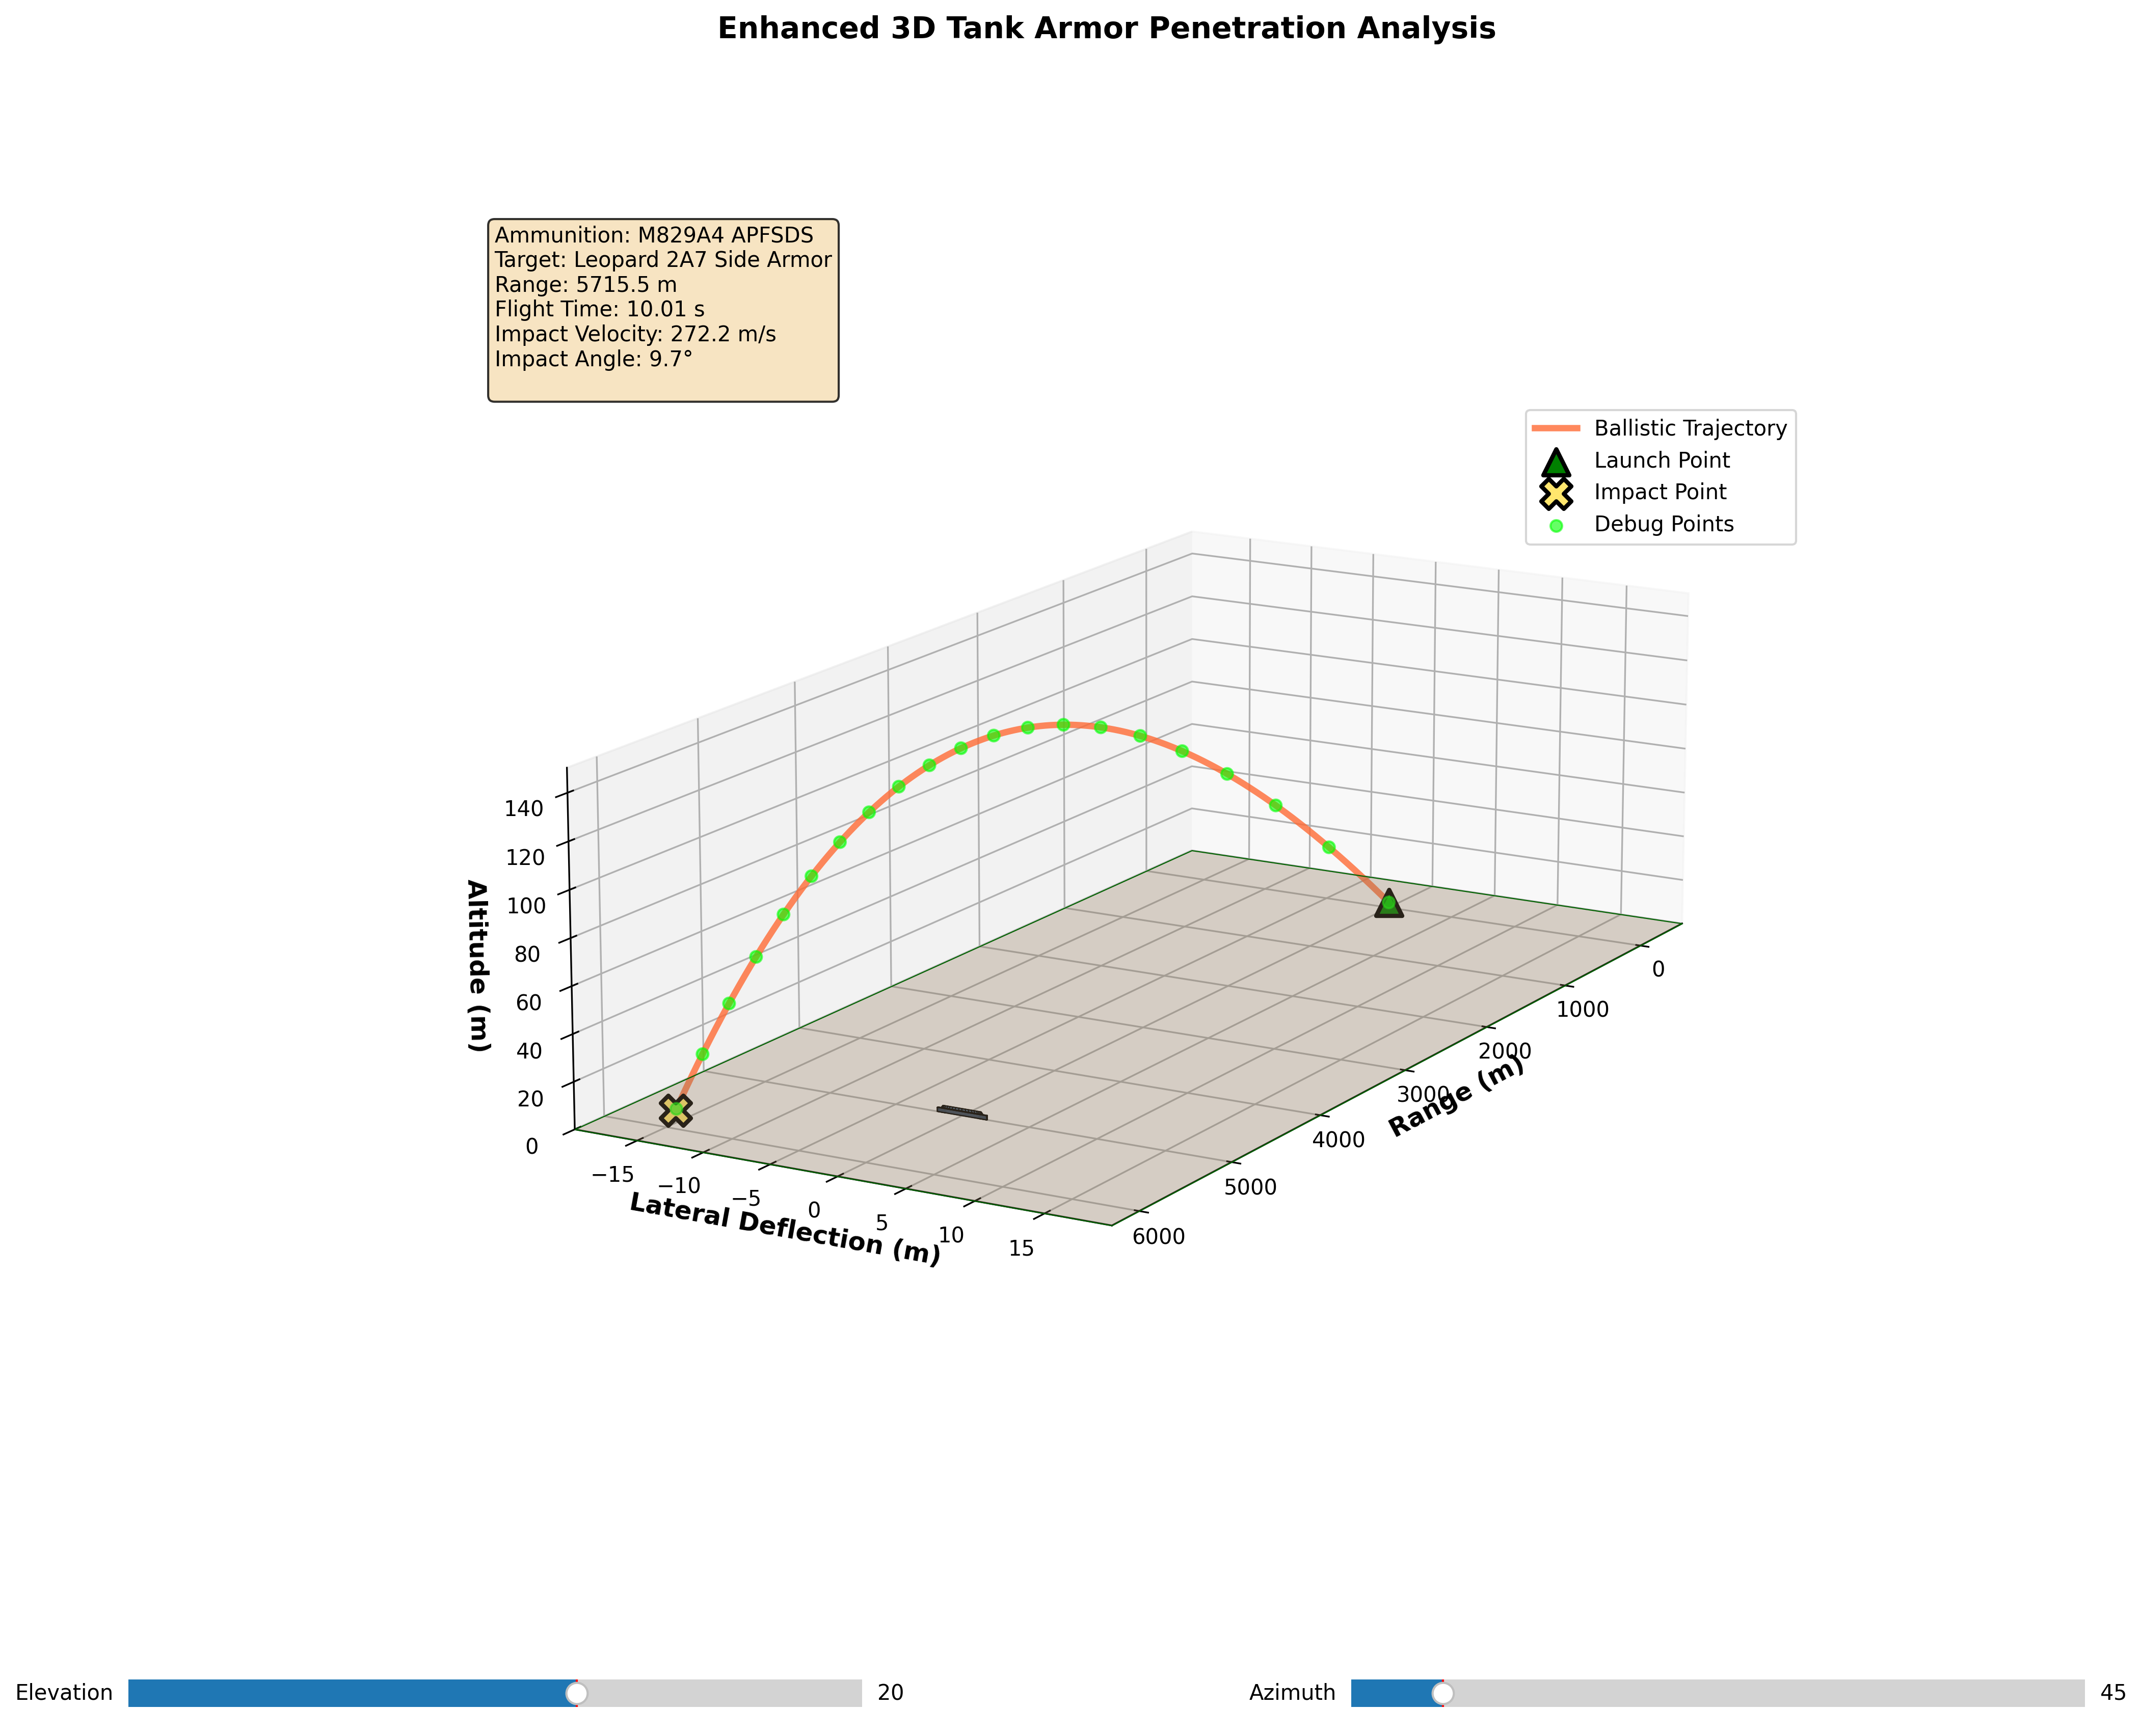 Enhanced 3D Tank Armor Penetration Analysis
Ammunition: M829A4 APFSDS
Target: Leopard 2A7 Side Armor
Range: 5715.5 m
Flight Time: 10.01 s
Impact Velocity: 272.2 m/s
Impact Angle: 9.7°
Ballistic Trajectory
Launch Point
Impact Point
Debug Points
140
120
100
80
60
40
20
0
Altitude (m)
−15
−10
−5
0
5
10
15
Lateral Deflection (m)
0
1000
2000
3000
4000
5000
6000
Range (m)
Elevation 20
Azimuth 45